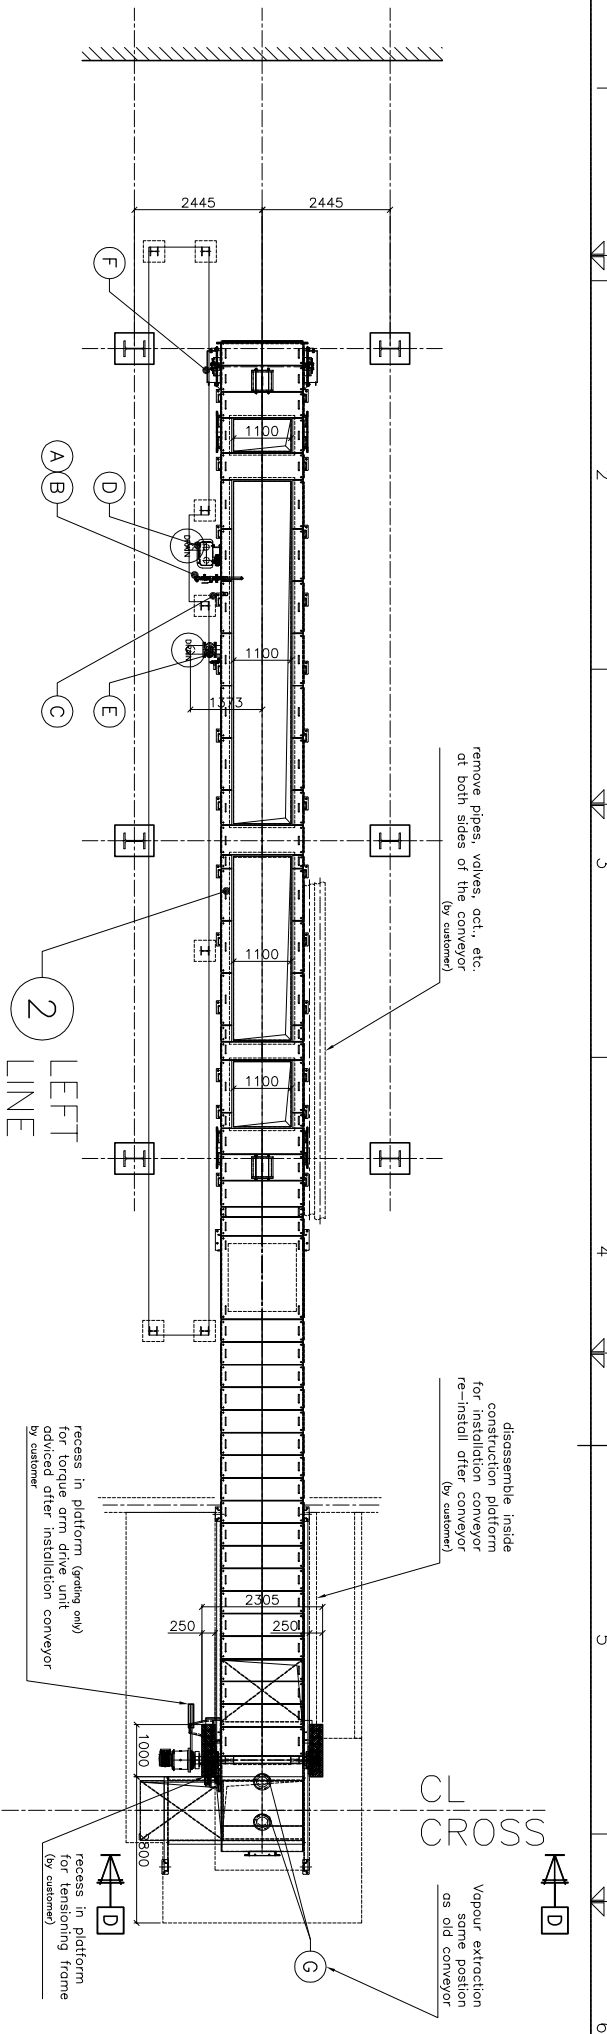 1
2
3
4
5
6
2445
2445
F
1100
A
B
D
DRAIN
1100
DRAIN
C
E
1373
remove pipes, valves, act., etc.
at both sides of the conveyor
(by customer)
1100
2
LEFT
LINE
1100
disassemble inside
construction platform
for installation conveyor
re-install after conveyor
(by customer)
recess in platform (grating only)
for torque arm drive unit
adviced after installation conveyor
by customer
2305
250
250
1000
CL
CROSS
recess in platform
for tensioning frame
(by customer)
D
D
G
Vapour extraction
same postion
as old conveyor